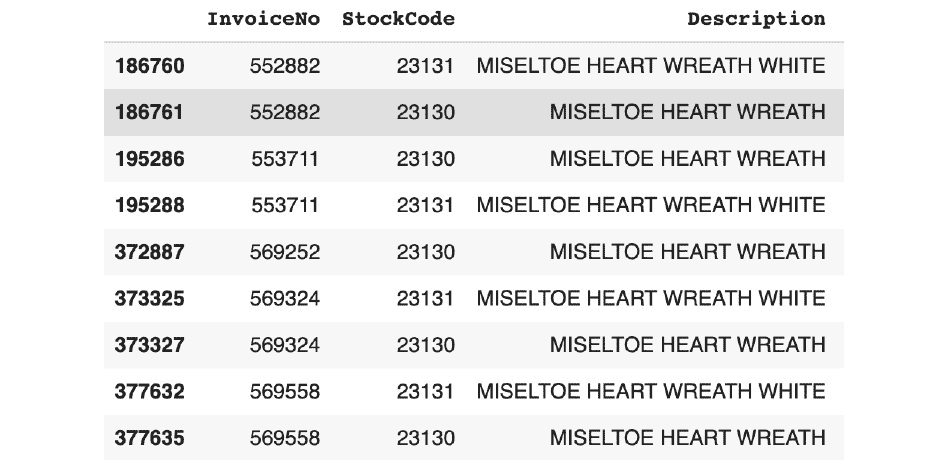 InvoiceNo StockCode Description
186760 552882 23131 MISELTOE HEART WREATH WHITE
186761 552882 23130 MISELTOE HEART WREATH
195286 553711 23130 MISELTOE HEART WREATH
195288 553711 23131 MISELTOE HEART WREATH WHITE
372887 569252 23130 MISELTOE HEART WREATH
373325 569324 23131 MISELTOE HEART WREATH WHITE
373327 569324 23130 MISELTOE HEART WREATH
377632 569558 23131 MISELTOE HEART WREATH WHITE
377635 569558 23130 MISELTOE HEART WREATH